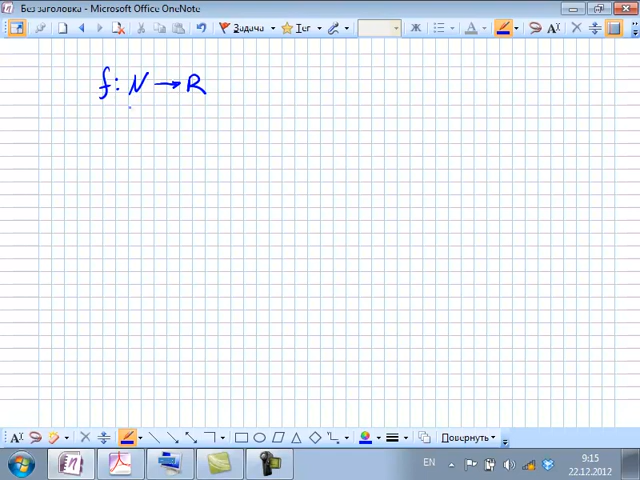 Без заголовка - Microsoft Office OneNote
Задача Тег Ж А
f: N → R
Повернуть
EN 9:15
22.12.2012